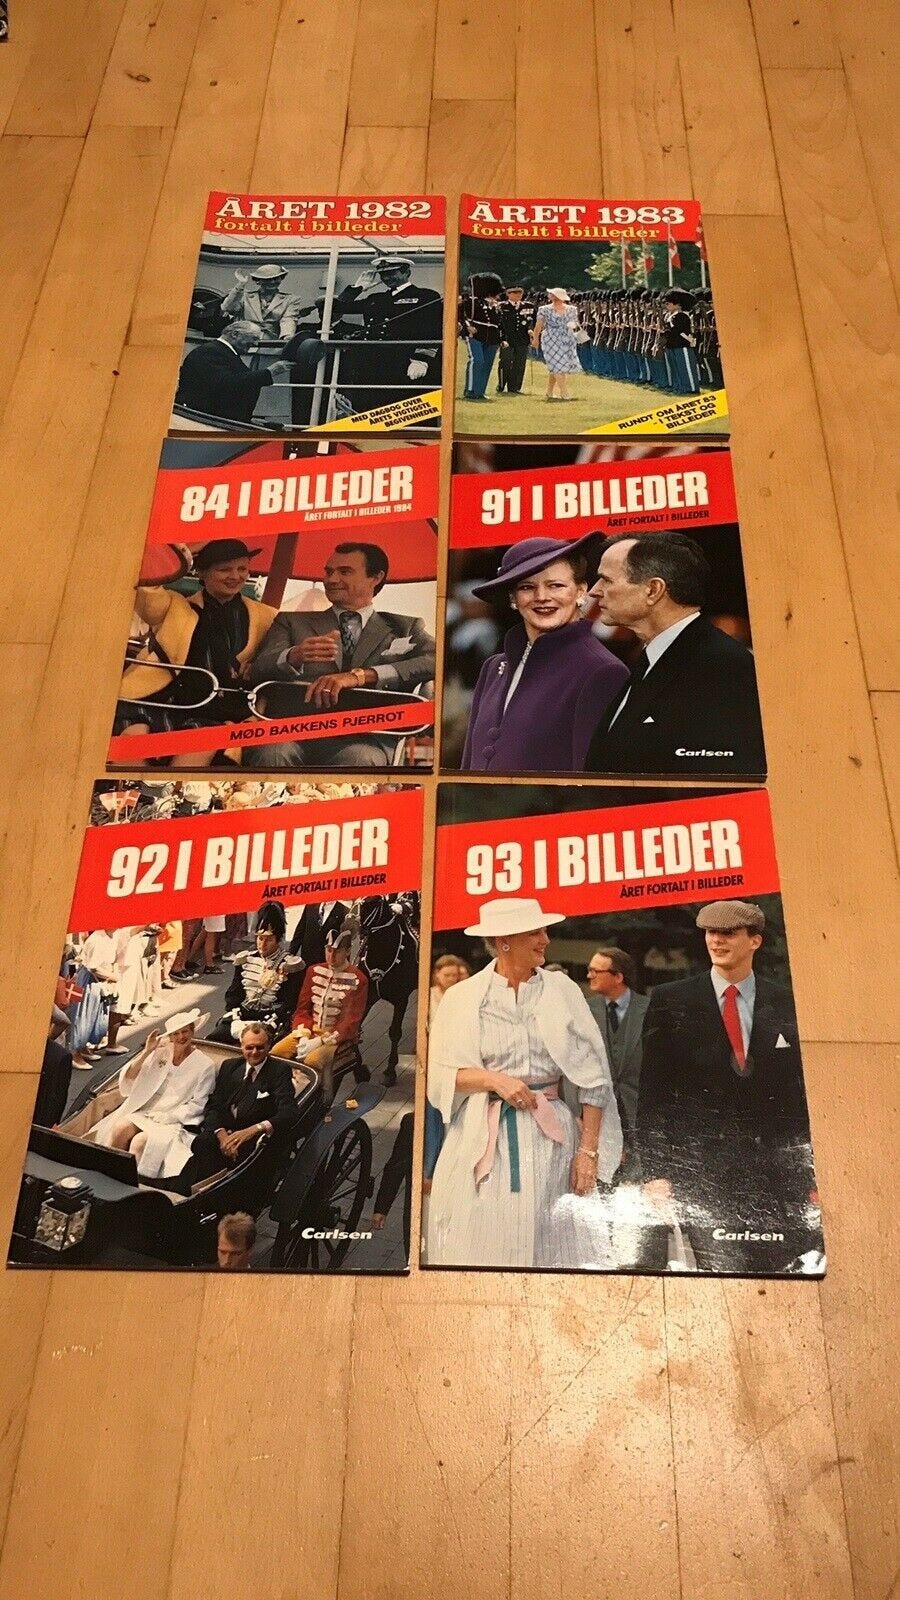 ÅRET 1982
fortalt i billeder
MED DAGBOG OVER
ÅRETS VIGTIGSTE
BEGIVENHEDER
ÅRET 1983
fortalt i billeder
RUNDT OM ÅRET 83
- I TEKST OG
BILLEDER
84 I BILLEDER
ÅRET FORTALT I BILLEDER 1984
MØD BAKKENS PJERROT
91 I BILLEDER
ÅRET FORTALT I BILLEDER
Carlsen
92 I BILLEDER
ÅRET FORTALT I BILLEDER
Carlsen
93 I BILLEDER
ÅRET FORTALT I BILLEDER
Carlsen